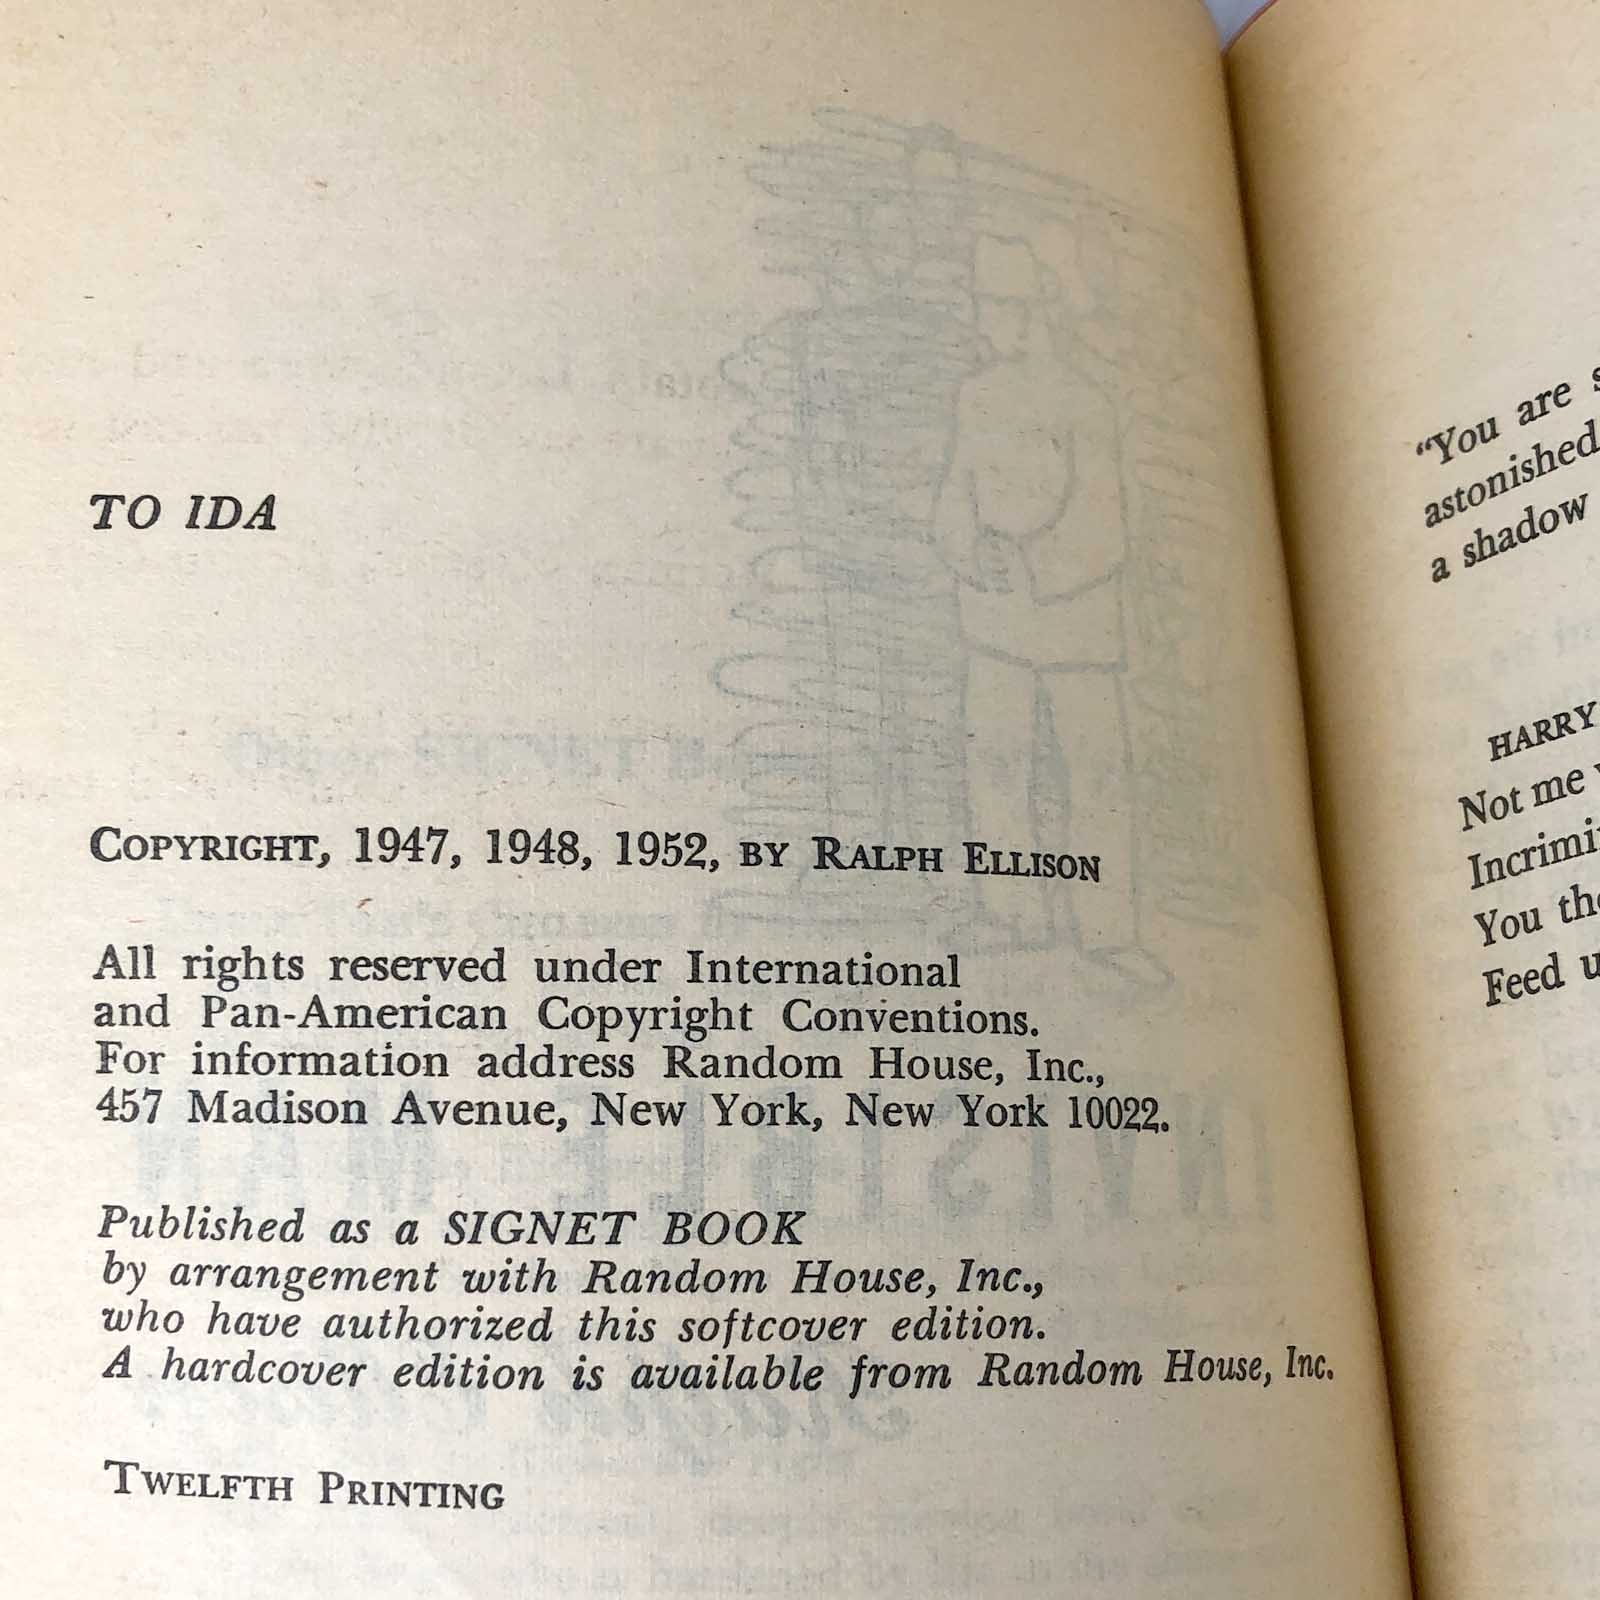 TO IDA
COPYRIGHT, 1947, 1948, 1952, BY RALPH ELLISON
All rights reserved under International
and Pan-American Copyright Conventions.
For information address Random House, Inc.,
457 Madison Avenue, New York, New York 10022.
Published as a SIGNET BOOK
by arrangement with Random House, Inc.,
who have authorized this softcover edition.
A hardcover edition is available from Random House, Inc.
TWELFTH PRINTING
"You are
astonished
a shadow
HARRY
Not me
You
Feed